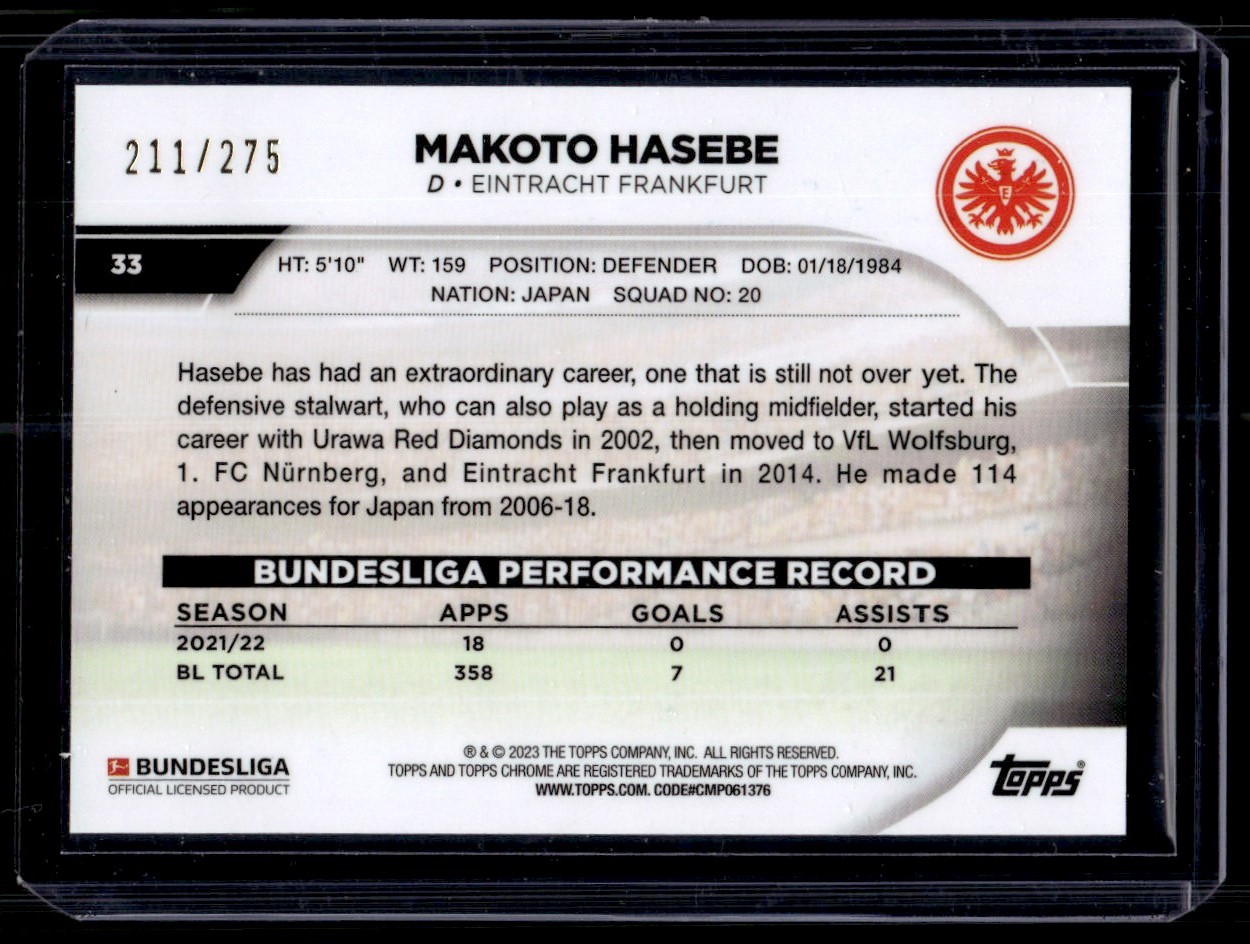 211/275
MAKOTO HASEBE
D • EINTRACHT FRANKFURT
E
33
HT: 5'10" WT: 159 POSITION: DEFENDER DOB: 01/18/1984
NATION: JAPAN SQUAD NO: 20
Hasebe has had an extraordinary career, one that is still not over yet. The
defensive stalwart, who can also play as a holding midfielder, started his
career with Urawa Red Diamonds in 2002, then moved to VfL Wolfsburg,
1. FC Nürnberg, and Eintracht Frankfurt in 2014. He made 114
appearances for Japan from 2006-18.
BUNDESLIGA PERFORMANCE RECORD
SEASON APPS GOALS ASSISTS
2021/22 18 0 0
BL TOTAL 358 7 21
BUNDESLIGA
OFFICIAL LICENSED PRODUCT
® & © 2023 THE TOPPS COMPANY, INC. ALL RIGHTS RESERVED.
TOPPS AND TOPPS CHROME ARE REGISTERED TRADEMARKS OF THE TOPPS COMPANY, INC.
WWW.TOPPS.COM. CODE#CMP061376
topps®